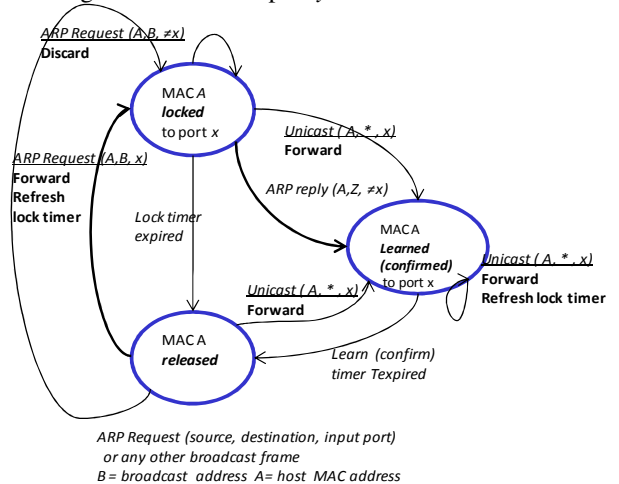 ARP Request (A,B, ≠x)
Discard
MAC A
locked
to port x
Unicast ( A, * , x)
Forward
ARP Request (A,B, x)
Forward
Refresh
lock timer
ARP reply (A,Z, ≠x)
Lock timer
expired
MAC A
Learned
(confirmed)
to port x
Unicast ( A, * , x)
Forward
Refresh lock timer
Unicast ( A, * , x)
Forward
MAC A
released
Learn (confirm)
timer Texpired
ARP Request (source, destination, input port)
or any other broadcast frame
B = broadcast address A= host MAC address